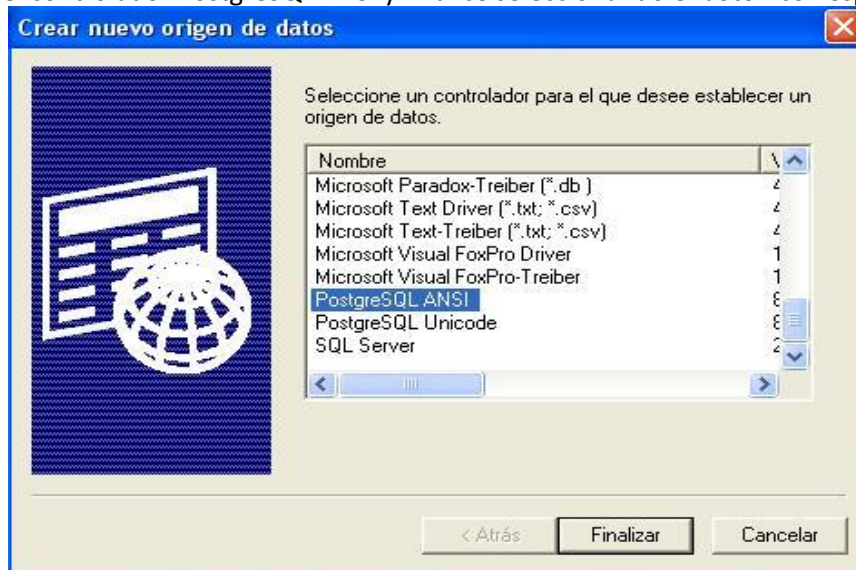 Crear nuevo origen de datos
Seleccione un controlador para el que desee establecer un
origen de datos.
Nombre
Microsoft Paradox-Treiber (*.db )
Microsoft Text Driver (*.txt; *.csv)
Microsoft Text-Treiber (*.txt; *.csv)
Microsoft Visual FoxPro Driver
Microsoft Visual FoxPro-Treiber
PostgreSQL ANSI
PostgreSQL Unicode
SQL Server
< Atrás
Finalizar
Cancelar